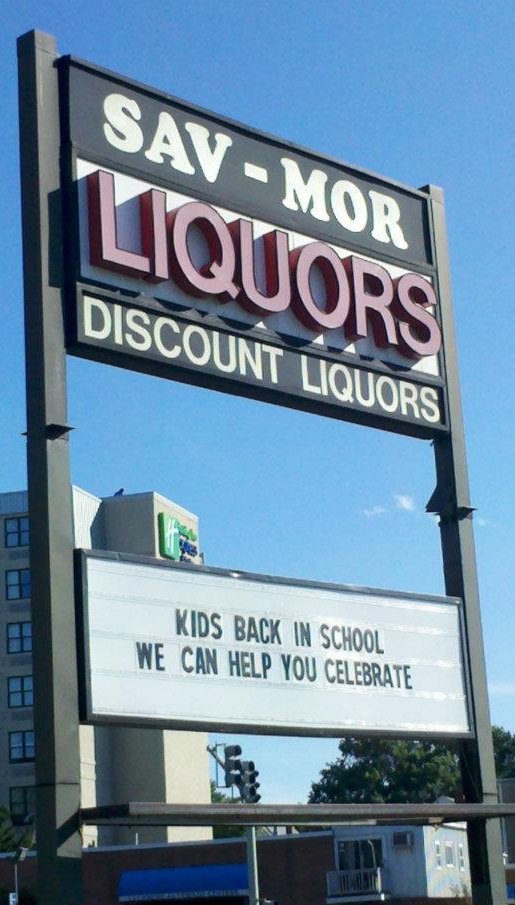 SAV-MOR
LIQUORS
DISCOUNT LIQUORS
KIDS BACK IN SCHOOL
WE CAN HELP YOU CELEBRATE